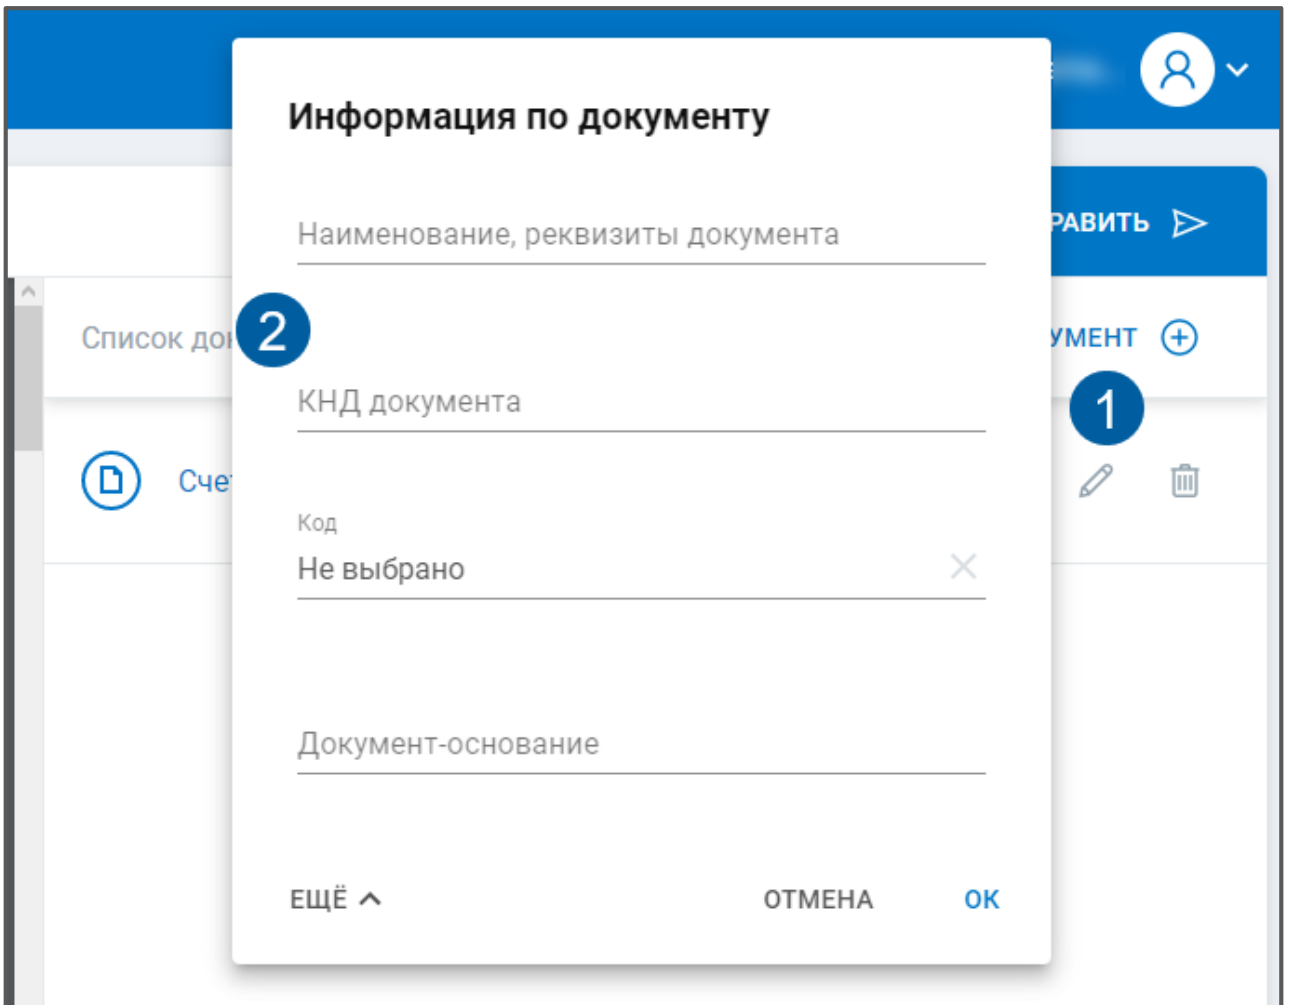 Информация по документу
Наименование, реквизиты документа
РАВИТЬ
Список до
2
УМЕНТ
КНД документа
1
Сче
Код
Не выбрано
Документ-основание
ЕЩЁ
ОТМЕНА
ОК